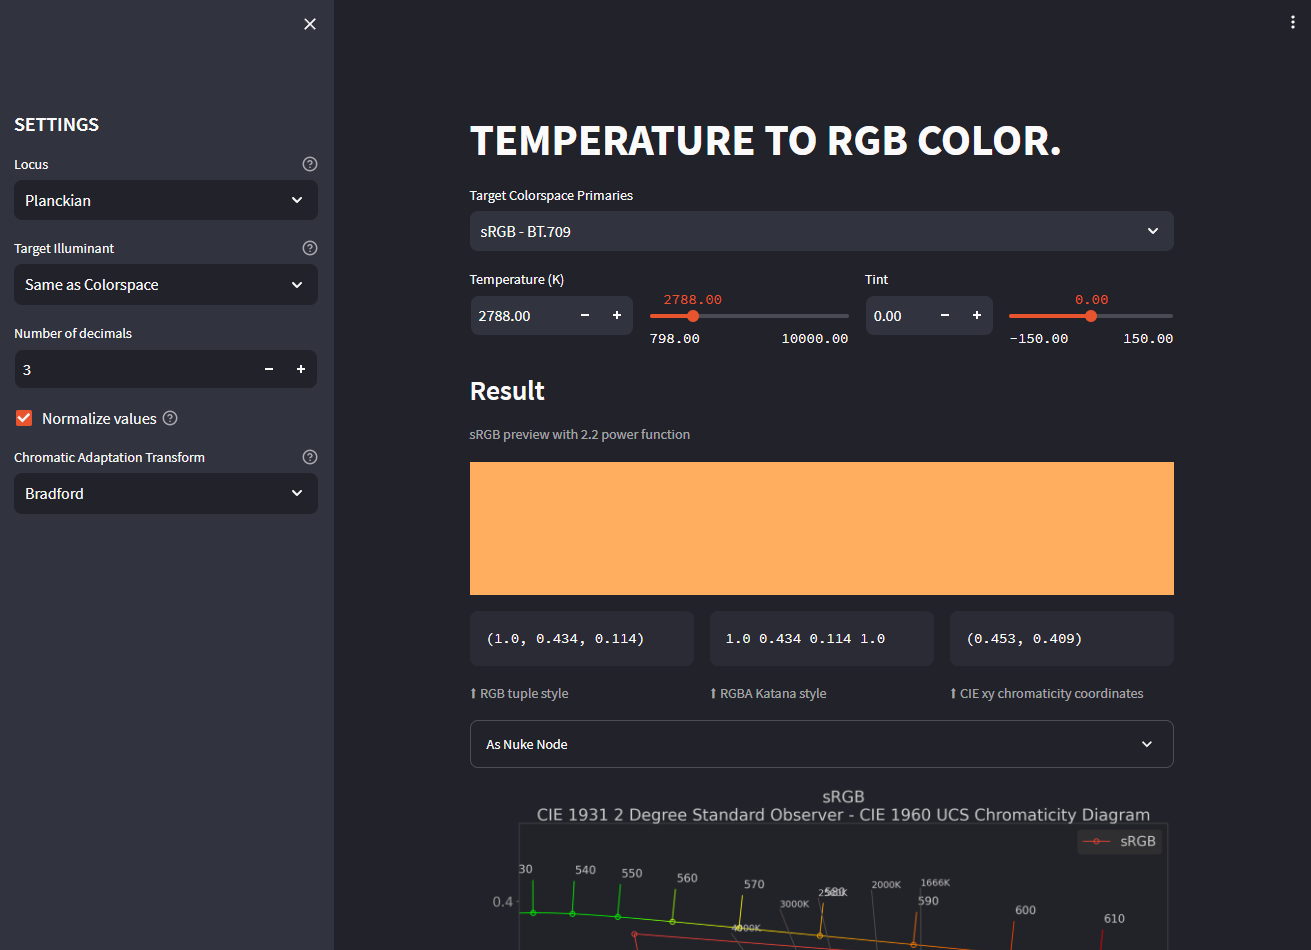 SETTINGS
Locus
Planckian
Target Illuminant
Same as Colorspace
Number of decimals
3
Normalize values
Chromatic Adaptation Transform
Bradford
TEMPERATURE TO RGB COLOR.
Target Colorspace Primaries
sRGB - BT.709
Temperature (K)
Tint
2788.00
2788.00
798.00 10000.00
0.00
0.00
-150.00 150.00
Result
sRGB preview with 2.2 power function
(1.0, 0.434, 0.114)
1.0 0.434 0.114 1.0
(0.453, 0.409)
⬆ RGB tuple style
⬆ RGBA Katana style
⬆ CIE xy chromaticity coordinates
As Nuke Node
sRGB
CIE 1931 2 Degree Standard Observer - CIE 1960 UCS Chromaticity Diagram
sRGB
30 540 550 560 570 580 590 600 610
3000K 2000K 1666K
0.4
4000K